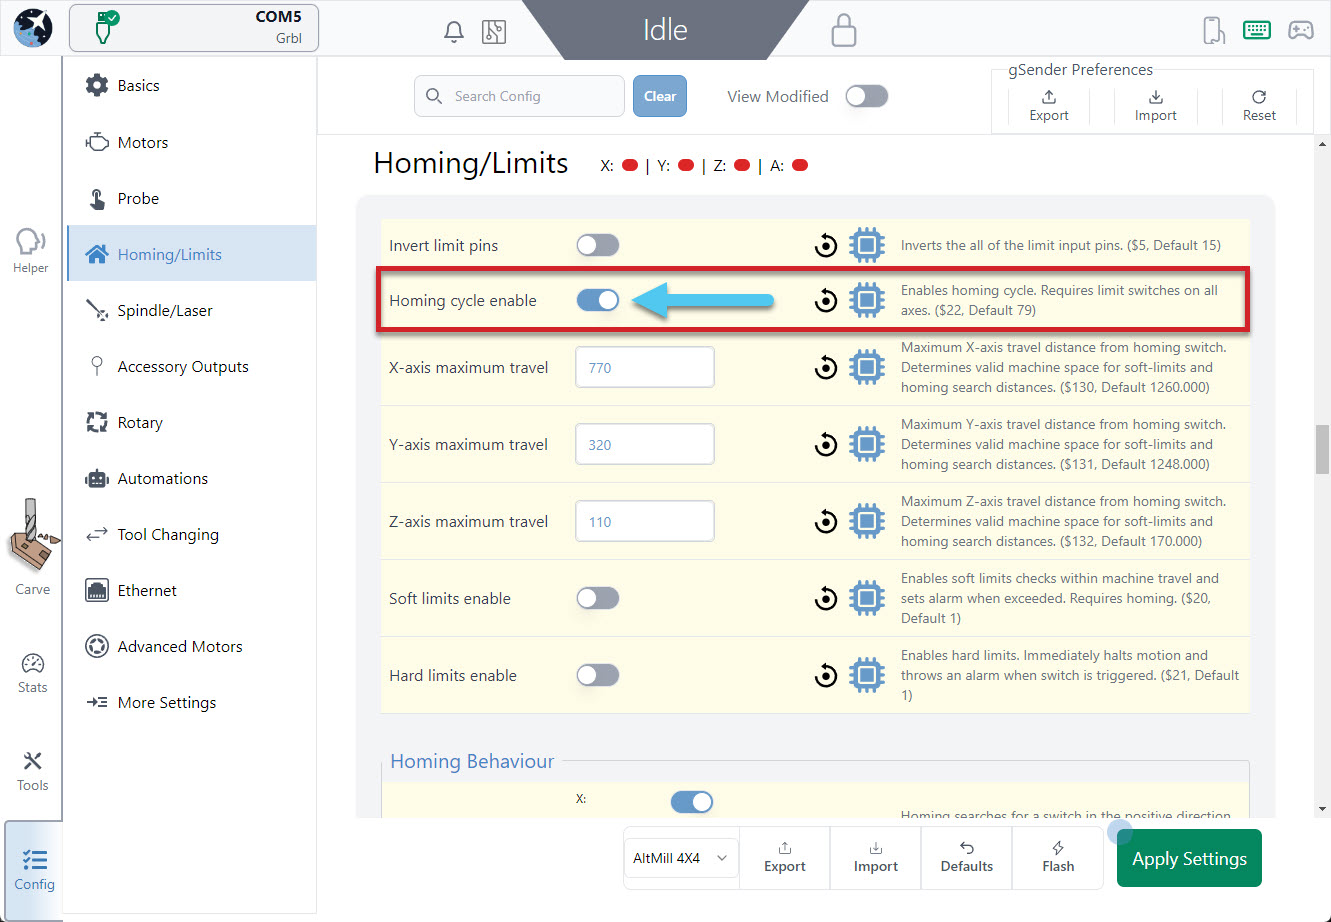 COM5
Grbl
Idle
Helper
Carve
Stats
Tools
Config
Basics
Motors
Probe
Homing/Limits
Spindle/Laser
Accessory Outputs
Rotary
Automations
Tool Changing
Ethernet
Advanced Motors
More Settings
Search Config
Clear
View Modified
gSender Preferences
Export
Import
Reset
Homing/Limits X: | Y: | Z: | A:
Invert limit pins
Inverts the all of the limit input pins. ($5, Default 15)
Homing cycle enable
Enables homing cycle. Requires limit switches on all
axes. ($22, Default 79)
X-axis maximum travel
770
Maximum X-axis travel distance from homing switch.
Determines valid machine space for soft-limits and
homing search distances. ($130, Default 1260.000)
Y-axis maximum travel
320
Maximum Y-axis travel distance from homing switch.
Determines valid machine space for soft-limits and
homing search distances. ($131, Default 1248.000)
Z-axis maximum travel
110
Maximum Z-axis travel distance from homing switch.
Determines valid machine space for soft-limits and
homing search distances. ($132, Default 170.000)
Soft limits enable
Enables soft limits checks within machine travel and
sets alarm when exceeded. Requires homing. ($20,
Default 1)
Hard limits enable
Enables hard limits. Immediately halts motion and
throws an alarm when switch is triggered. ($21, Default
1)
Homing Behaviour
X:
Homing searches for a switch in the positive direction
AltMill 4X4
Export
Import
Defaults
Flash
Apply Settings